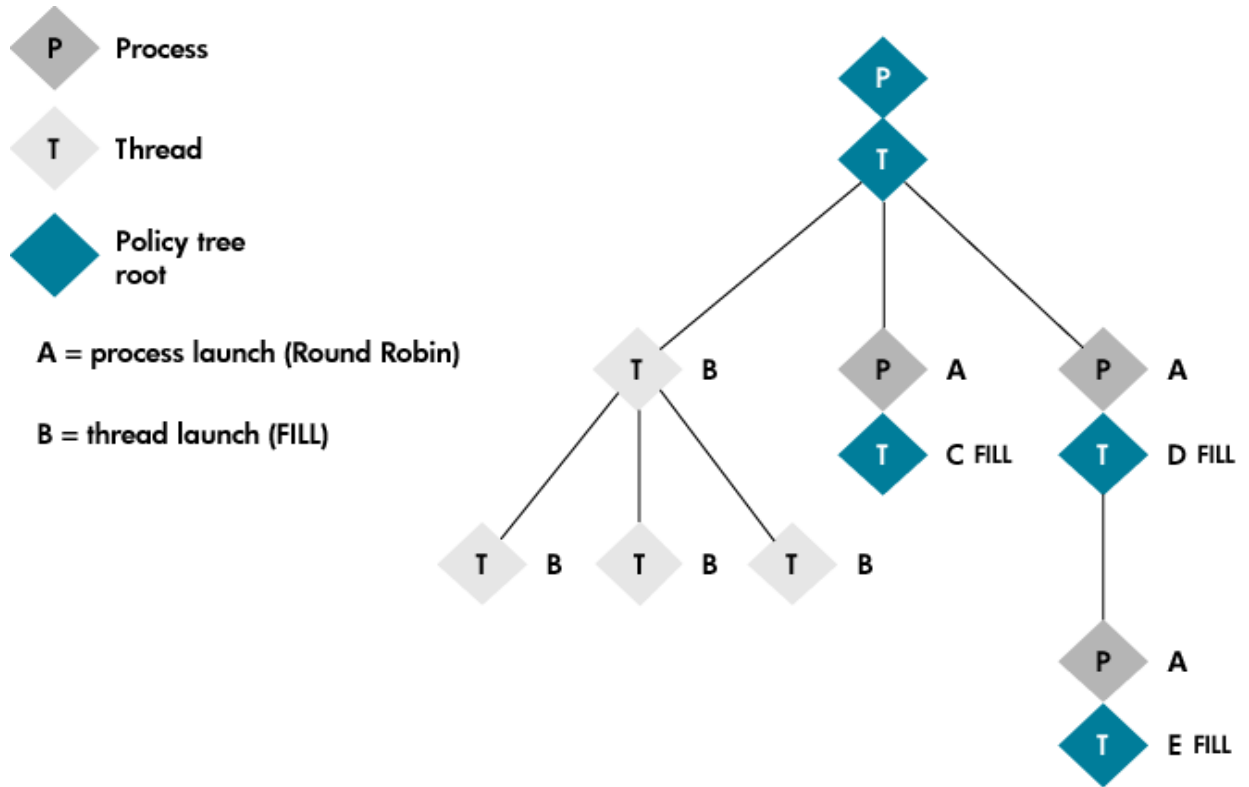 P Process
T Thread
Policy tree
root
A = process launch (Round Robin)
B = thread launch (FILL)
P
T
T B
P A
P A
T C FILL
T D FILL
T B
T B
T B
P A
T E FILL